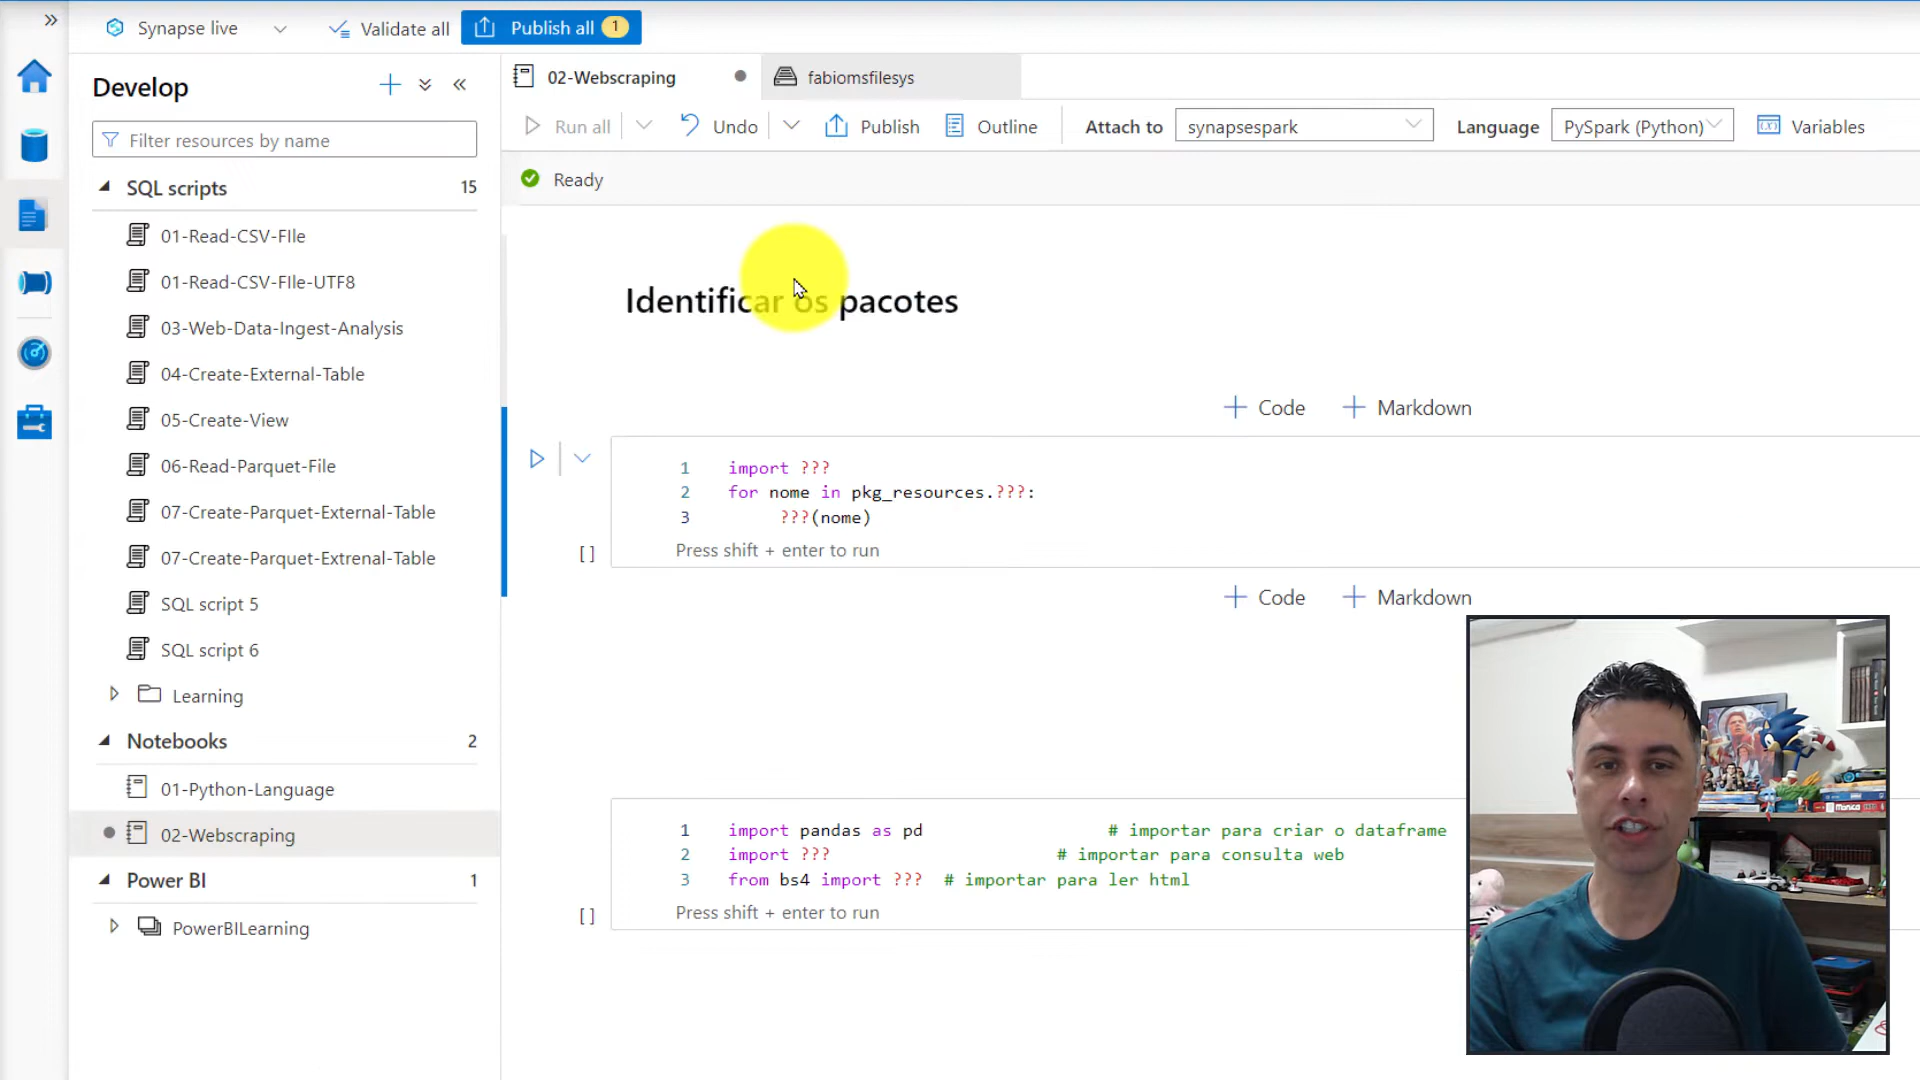 Synapse live
Validate all
Publish all 1
Develop
Filter resources by name
SQL scripts 15
01-Read-CSV-FIle
01-Read-CSV-FIle-UTF8
03-Web-Data-Ingest-Analysis
04-Create-External-Table
05-Create-View
06-Read-Parquet-File
07-Create-Parquet-External-Table
07-Create-Parquet-Extrenal-Table
SQL script 5
SQL script 6
Learning
Notebooks 2
01-Python-Language
02-Webscraping
Power BI 1
PowerBILearning
02-Webscraping
fabiomsfilesys
Run all
Undo
Publish
Outline
Attach to synapsespark
Language PySpark (Python)
Variables
Ready
Identificar os pacotes
+ Code + Markdown
1 import ???
2 for nome in pkg_resources.???:
3 ???(nome)
[ ] Press shift + enter to run
+ Code + Markdown
1 import pandas as pd # importar para criar o dataframe
2 import ??? # importar para consulta web
3 from bs4 import ??? # importar para ler html
[ ] Press shift + enter to run